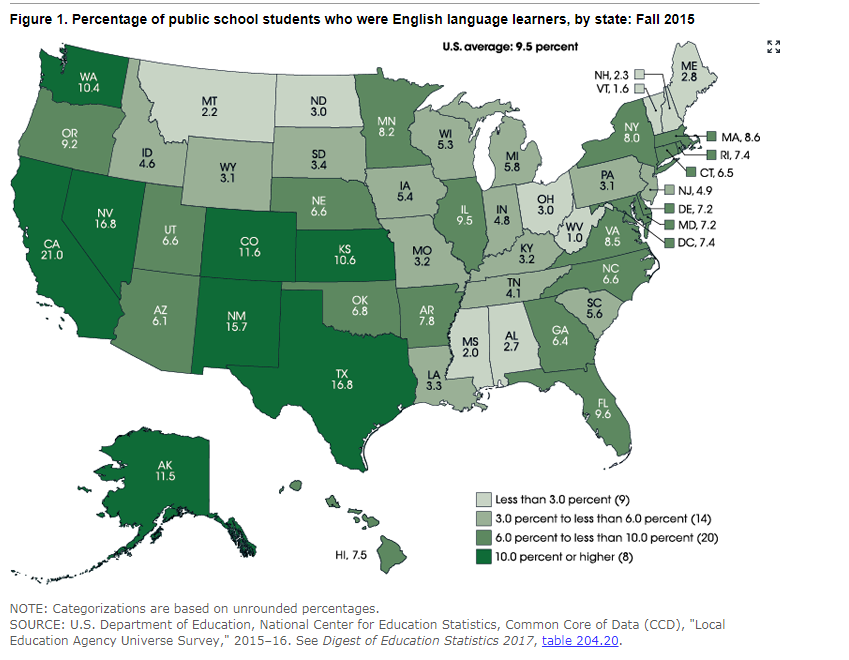 Figure 1. Percentage of public school students who were English language learners, by state: Fall 2015
U.S. average: 9.5 percent
WA
10.4
OR
9.2
CA
21.0
NV
16.8
ID
4.6
MT
2.2
WY
3.1
UT
6.6
AZ
6.1
CO
11.6
NM
15.7
ND
3.0
SD
3.4
NE
6.6
KS
10.6
OK
6.8
TX
16.8
MN
8.2
IA
5.4
MO
3.2
AR
7.8
LA
3.3
WI
5.3
IL
9.5
MI
5.8
IN
4.8
OH
3.0
KY
3.2
TN
4.1
MS
2.0
AL
2.7
GA
6.4
FL
9.6
SC
5.6
NC
6.6
VA
8.5
WV
1.0
PA
3.1
NY
8.0
ME
2.8
NH, 2.3
VT, 1.6
MA, 8.6
RI, 7.4
CT, 6.5
NJ, 4.9
DE, 7.2
MD, 7.2
DC, 7.4
AK
11.5
HI, 7.5
Less than 3.0 percent (9)
3.0 percent to less than 6.0 percent (14)
6.0 percent to less than 10.0 percent (20)
10.0 percent or higher (8)
NOTE: Categorizations are based on unrounded percentages.
SOURCE: U.S. Department of Education, National Center for Education Statistics, Common Core of Data (CCD), "Local
Education Agency Universe Survey," 2015–16. See Digest of Education Statistics 2017, table 204.20.